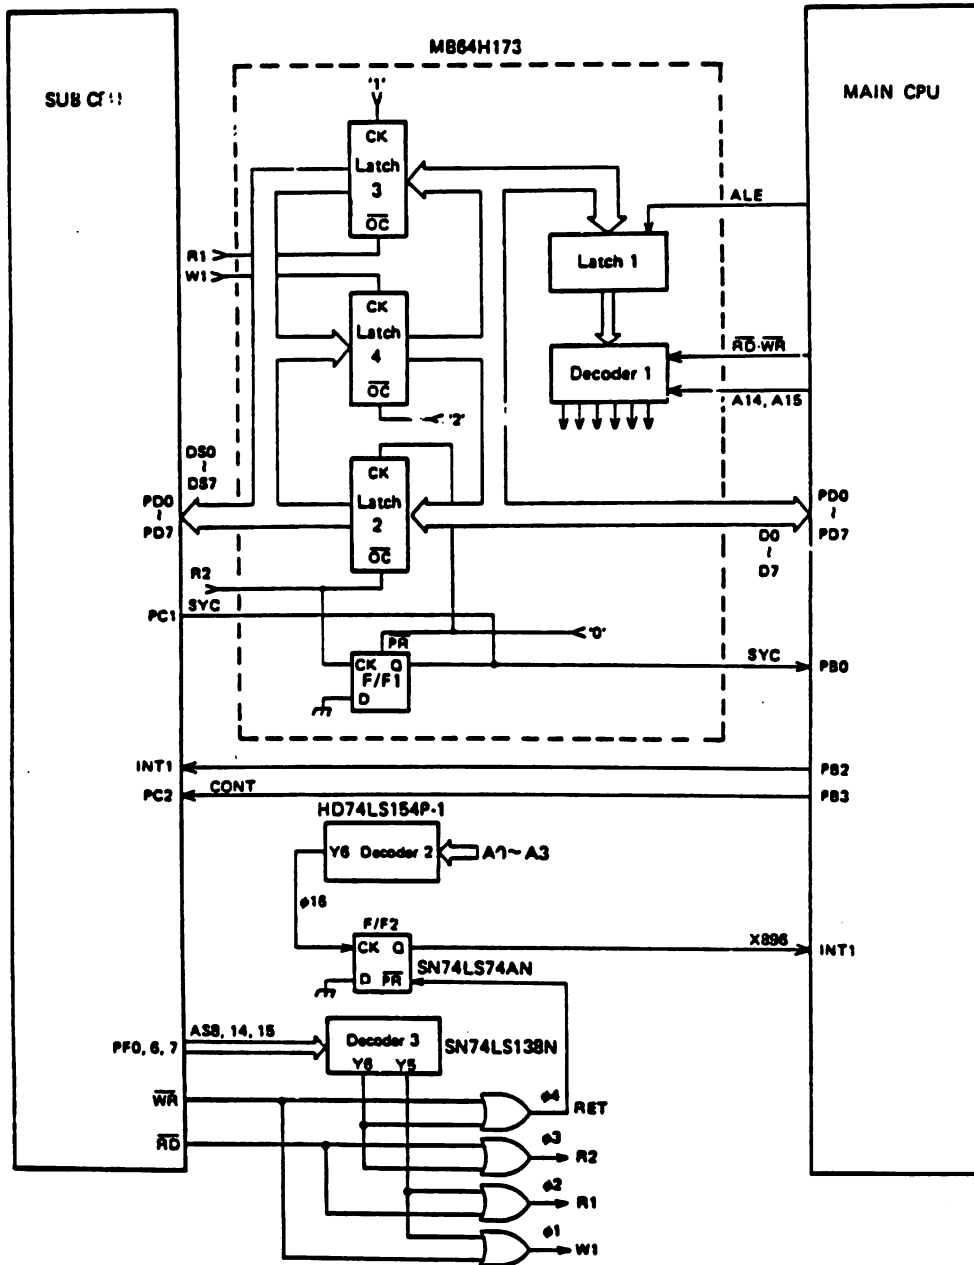 MB64H173
SUB
MAIN CPU
'1'
CK
Latch
3
OC
ALE
Latch 1
R1
W1
CK
Latch
4
OC
RD·WR
Decoder 1
A14, A15
'2'
DS0
~
DS7
CK
Latch
2
OC
PD0
~
PD7
PD0
~
PD7
D0
~
D7
R2
SYC
PC1
'0'
PR
CK Q
F/F1
D
SYC
PB0
INT1
PB2
PC2
CONT
PB3
HD74LS154P-1
Y6 Decoder 2
A0~A3
φ16
F/F2
CK Q
D PR
X896
INT1
SN74LS74AN
AS8, 14, 15
PF0, 6, 7
Decoder 3
Y6 Y5
SN74LS138N
WR
φ4
RET
RD
φ3
R2
φ2
R1
φ1
W1